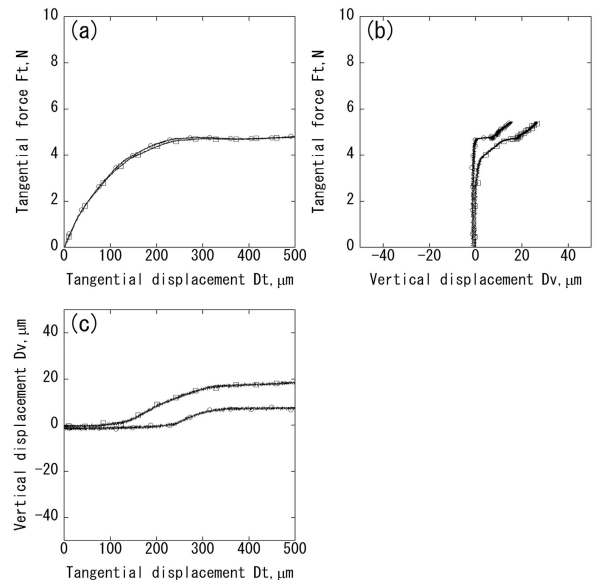 (a)
Tangential force Ft,N
10
8
6
4
2
0
0 100 200 300 400 500
Tangential displacement Dt,μm
(b)
Tangential force Ft,N
10
8
6
4
2
0
-40 -20 0 20 40
Vertical displacement Dv,μm
(c)
Vertical displacement Dv,μm
40
20
0
-20
-40
0 100 200 300 400 500
Tangential displacement Dt,μm